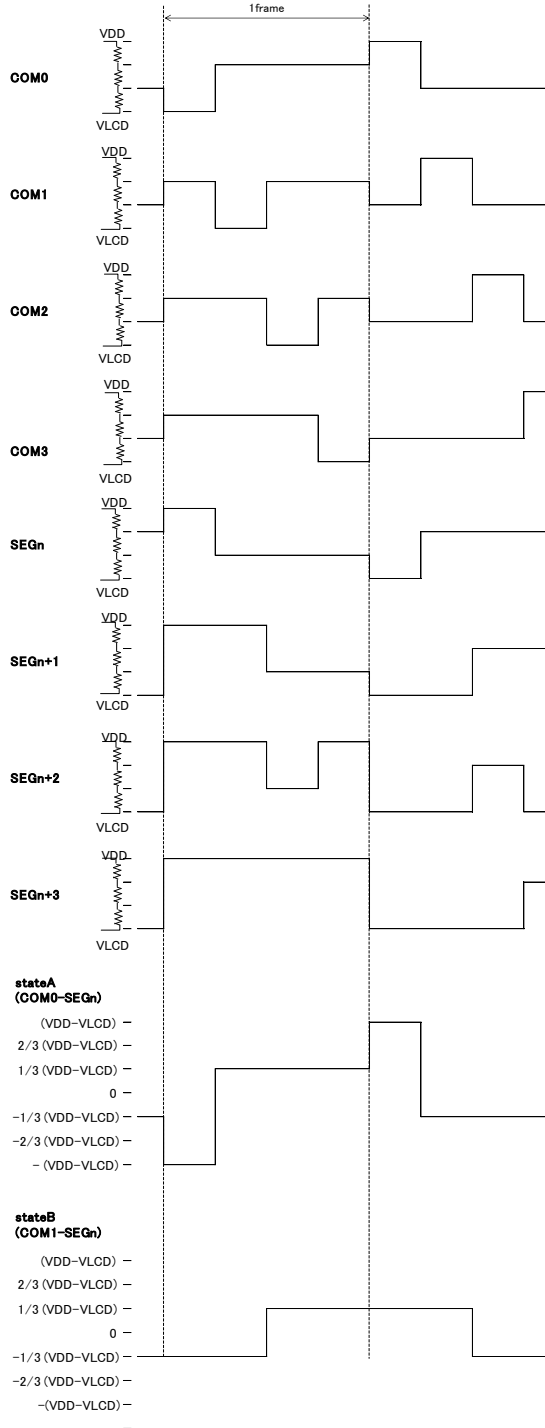 1frame
VDD
COM0
VLCD
VDD
COM1
VLCD
VDD
COM2
VLCD
VDD
COM3
VLCD
VDD
SEGn
VLCD
VDD
SEGn+1
VLCD
VDD
SEGn+2
VLCD
VDD
SEGn+3
VLCD
stateA
(COM0-SEGn)
(VDD-VLCD)
2/3 (VDD-VLCD)
1/3 (VDD-VLCD)
0
-1/3 (VDD-VLCD)
-2/3 (VDD-VLCD)
- (VDD-VLCD)
stateB
(COM1-SEGn)
(VDD-VLCD)
2/3 (VDD-VLCD)
1/3 (VDD-VLCD)
0
-1/3 (VDD-VLCD)
-2/3 (VDD-VLCD)
-(VDD-VLCD)